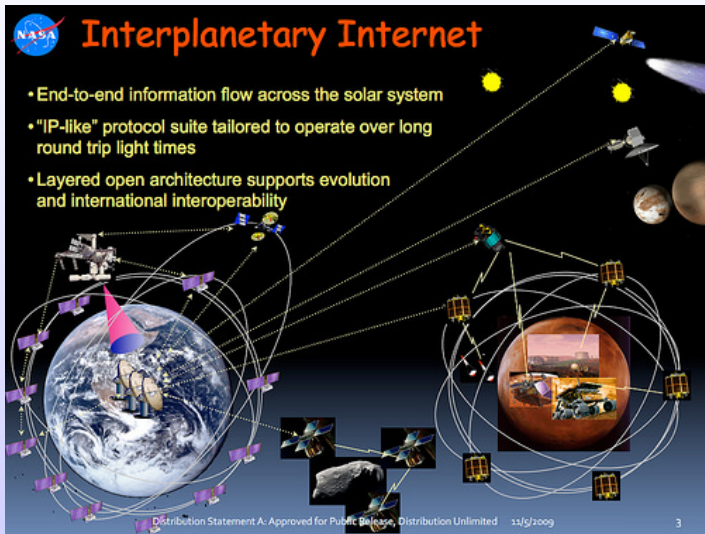 NASA
Interplanetary Internet
• End-to-end information flow across the solar system
• “IP-like” protocol suite tailored to operate over long
round trip light times
• Layered open architecture supports evolution
and international interoperability
Distribution Statement A: Approved for Public Release, Distribution Unlimited 11/5/2009 3